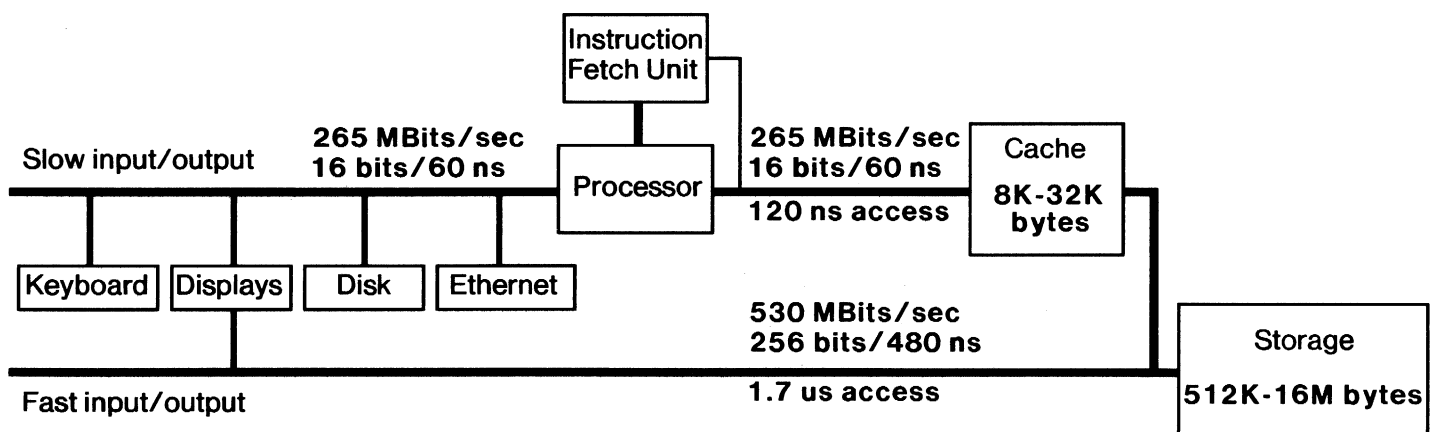 Instruction
Fetch Unit
265 MBits/sec
16 bits/60 ns
Slow input/output
Processor
265 MBits/sec
16 bits/60 ns
120 ns access
Cache
8K-32K
bytes
Keyboard
Displays
Disk
Ethernet
530 MBits/sec
256 bits/480 ns
1.7 us access
Fast input/output
Storage
512K-16M bytes